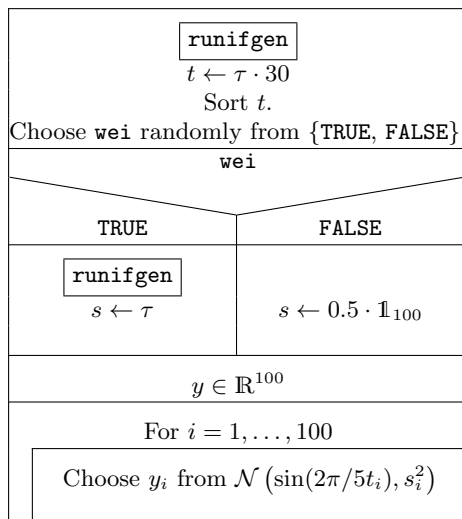 runifgen
t ← τ · 30
Sort t.
Choose wei randomly from {TRUE, FALSE}
wei
TRUE FALSE
runifgen
s ← τ
s ← 0.5 · 𝟙₁₀₀
y ∈ ℝ¹⁰⁰
For i = 1, . . . , 100
Choose yᵢ from 𝒩 (sin(2π/5tᵢ), sᵢ²)